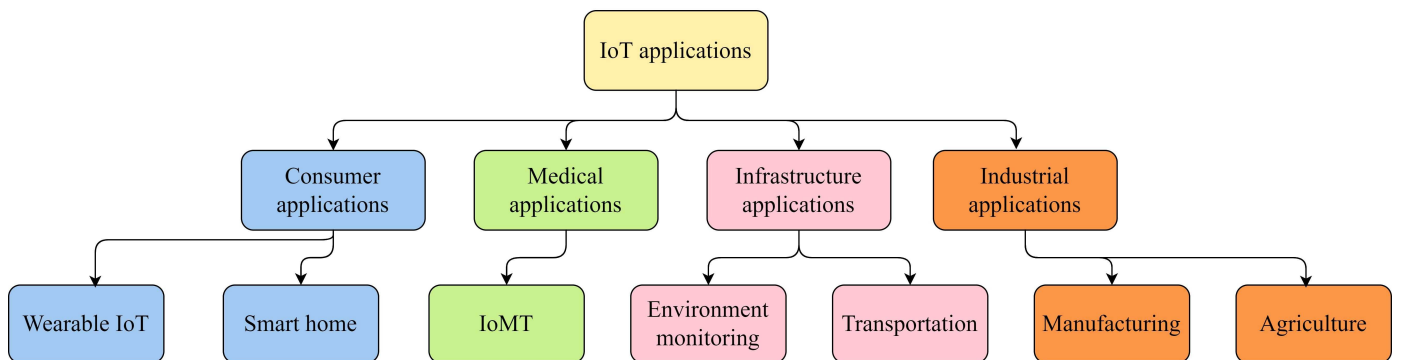 IoT applications
Consumer
applications
Medical
applications
Infrastructure
applications
Industrial
applications
Wearable IoT
Smart home
IoMT
Environment
monitoring
Transportation
Manufacturing
Agriculture